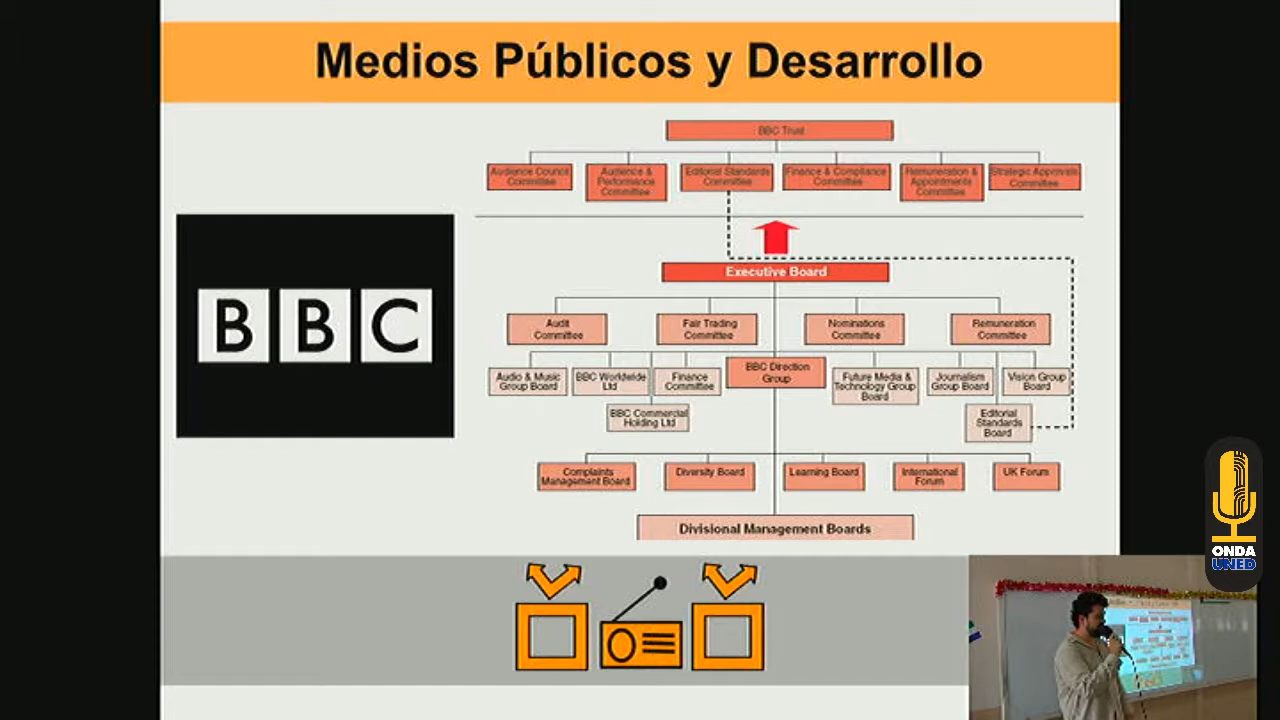 Medios Públicos y Desarrollo
BBC Trust
Audience Council
Committee
Audience &
Performance
Committee
Editorial Standards
Committee
Finance & Compliance
Committee
Remuneration &
Appointments
Committee
Strategic Approvals
Committee
BBC
Executive Board
Audit
Committee
Fair Trading
Committee
Nominations
Committee
Remuneration
Committee
Audio & Music
Group Board
BBC Worldwide
Ltd
Finance
Committee
BBC Direction
Group
Future Media &
Technology Group
Board
Journalism
Group Board
Vision Group
Board
BBC Commercial
Holding Ltd
Editorial
Standards
Board
Complaints
Management Board
Diversity Board
Learning Board
International
Forum
UK Forum
Divisional Management Boards
ONDA
UNED